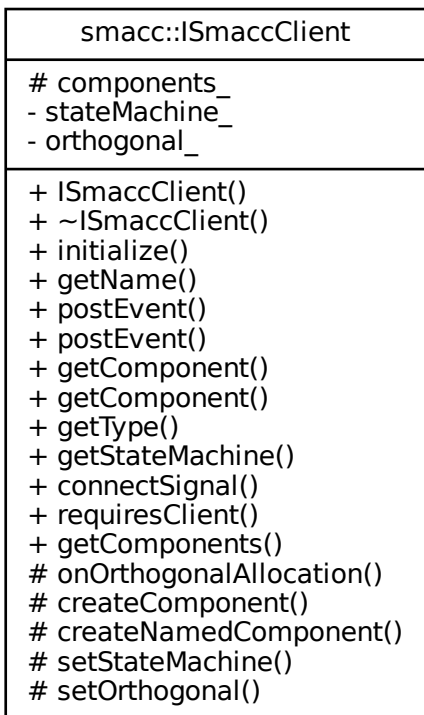 smacc::ISmaccClient
# components_
- stateMachine_
- orthogonal_
+ ISmaccClient()
+ ~ISmaccClient()
+ initialize()
+ getName()
+ postEvent()
+ postEvent()
+ getComponent()
+ getComponent()
+ getType()
+ getStateMachine()
+ connectSignal()
+ requiresClient()
+ getComponents()
# onOrthogonalAllocation()
# createComponent()
# createNamedComponent()
# setStateMachine()
# setOrthogonal()